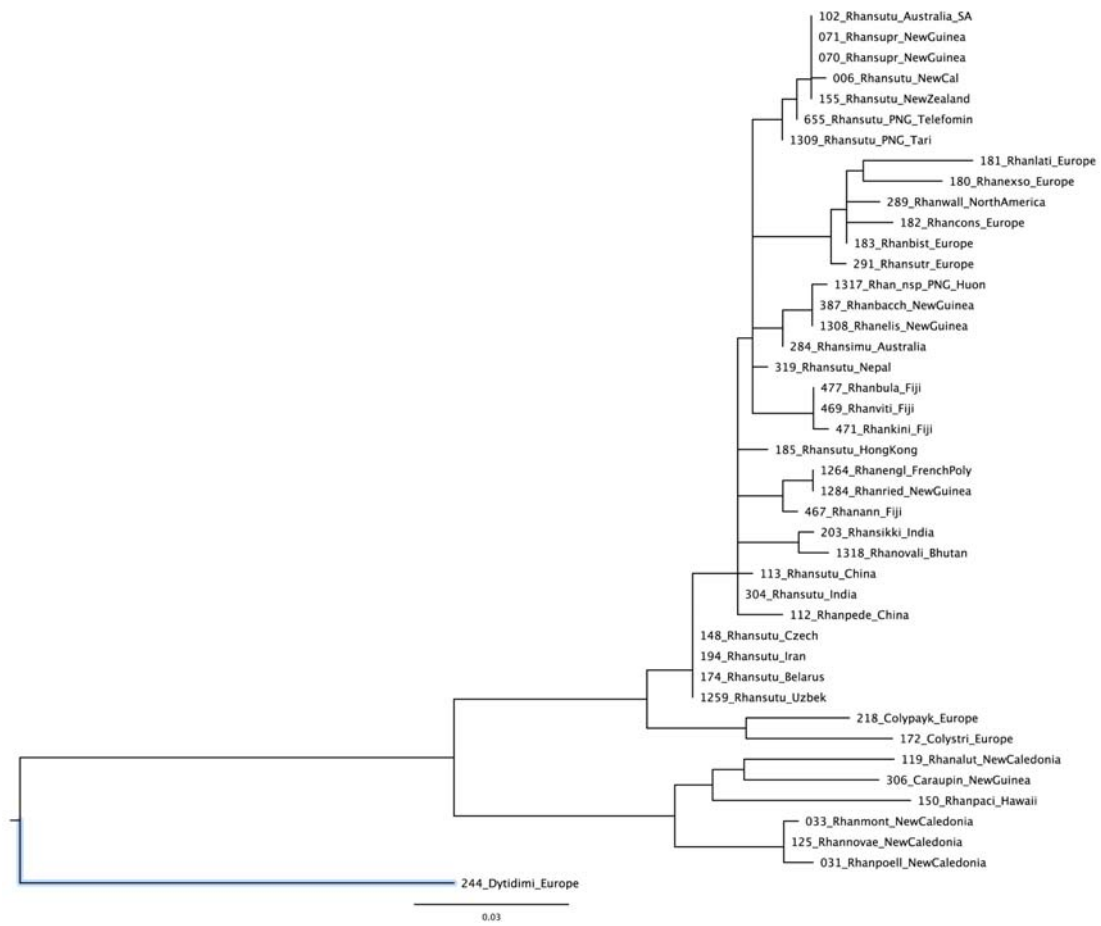 102_Rhansutu_Australia_SA
071_Rhansupr_NewGuinea
070_Rhansupr_NewGuinea
006_Rhansutu_NewCal
155_Rhansutu_NewZealand
655_Rhansutu_PNG_Telefomin
1309_Rhansutu_PNG_Tari
181_Rhanlati_Europe
180_Rhanexso_Europe
289_Rhanwall_NorthAmerica
182_Rhancons_Europe
183_Rhanbist_Europe
291_Rhansutr_Europe
1317_Rhan_nsp_PNG_Huon
387_Rhanbacch_NewGuinea
1308_Rhanelis_NewGuinea
284_Rhansimu_Australia
319_Rhansutu_Nepal
477_Rhanbula_Fiji
469_Rhanviti_Fiji
471_Rhankini_Fiji
185_Rhansutu_HongKong
1264_Rhanengl_FrenchPoly
1284_Rhanried_NewGuinea
467_Rhanann_Fiji
203_Rhansikki_India
1318_Rhanovali_Bhutan
113_Rhansutu_China
304_Rhansutu_India
112_Rhanpede_China
148_Rhansutu_Czech
194_Rhansutu_Iran
174_Rhansutu_Belarus
1259_Rhansutu_Uzbek
218_Colypayk_Europe
172_Colystri_Europe
119_Rhanalut_NewCaledonia
306_Caraupin_NewGuinea
150_Rhanpaci_Hawaii
033_Rhanmont_NewCaledonia
125_Rhannovae_NewCaledonia
031_Rhanpoell_NewCaledonia
244_Dytidimi_Europe
0.03